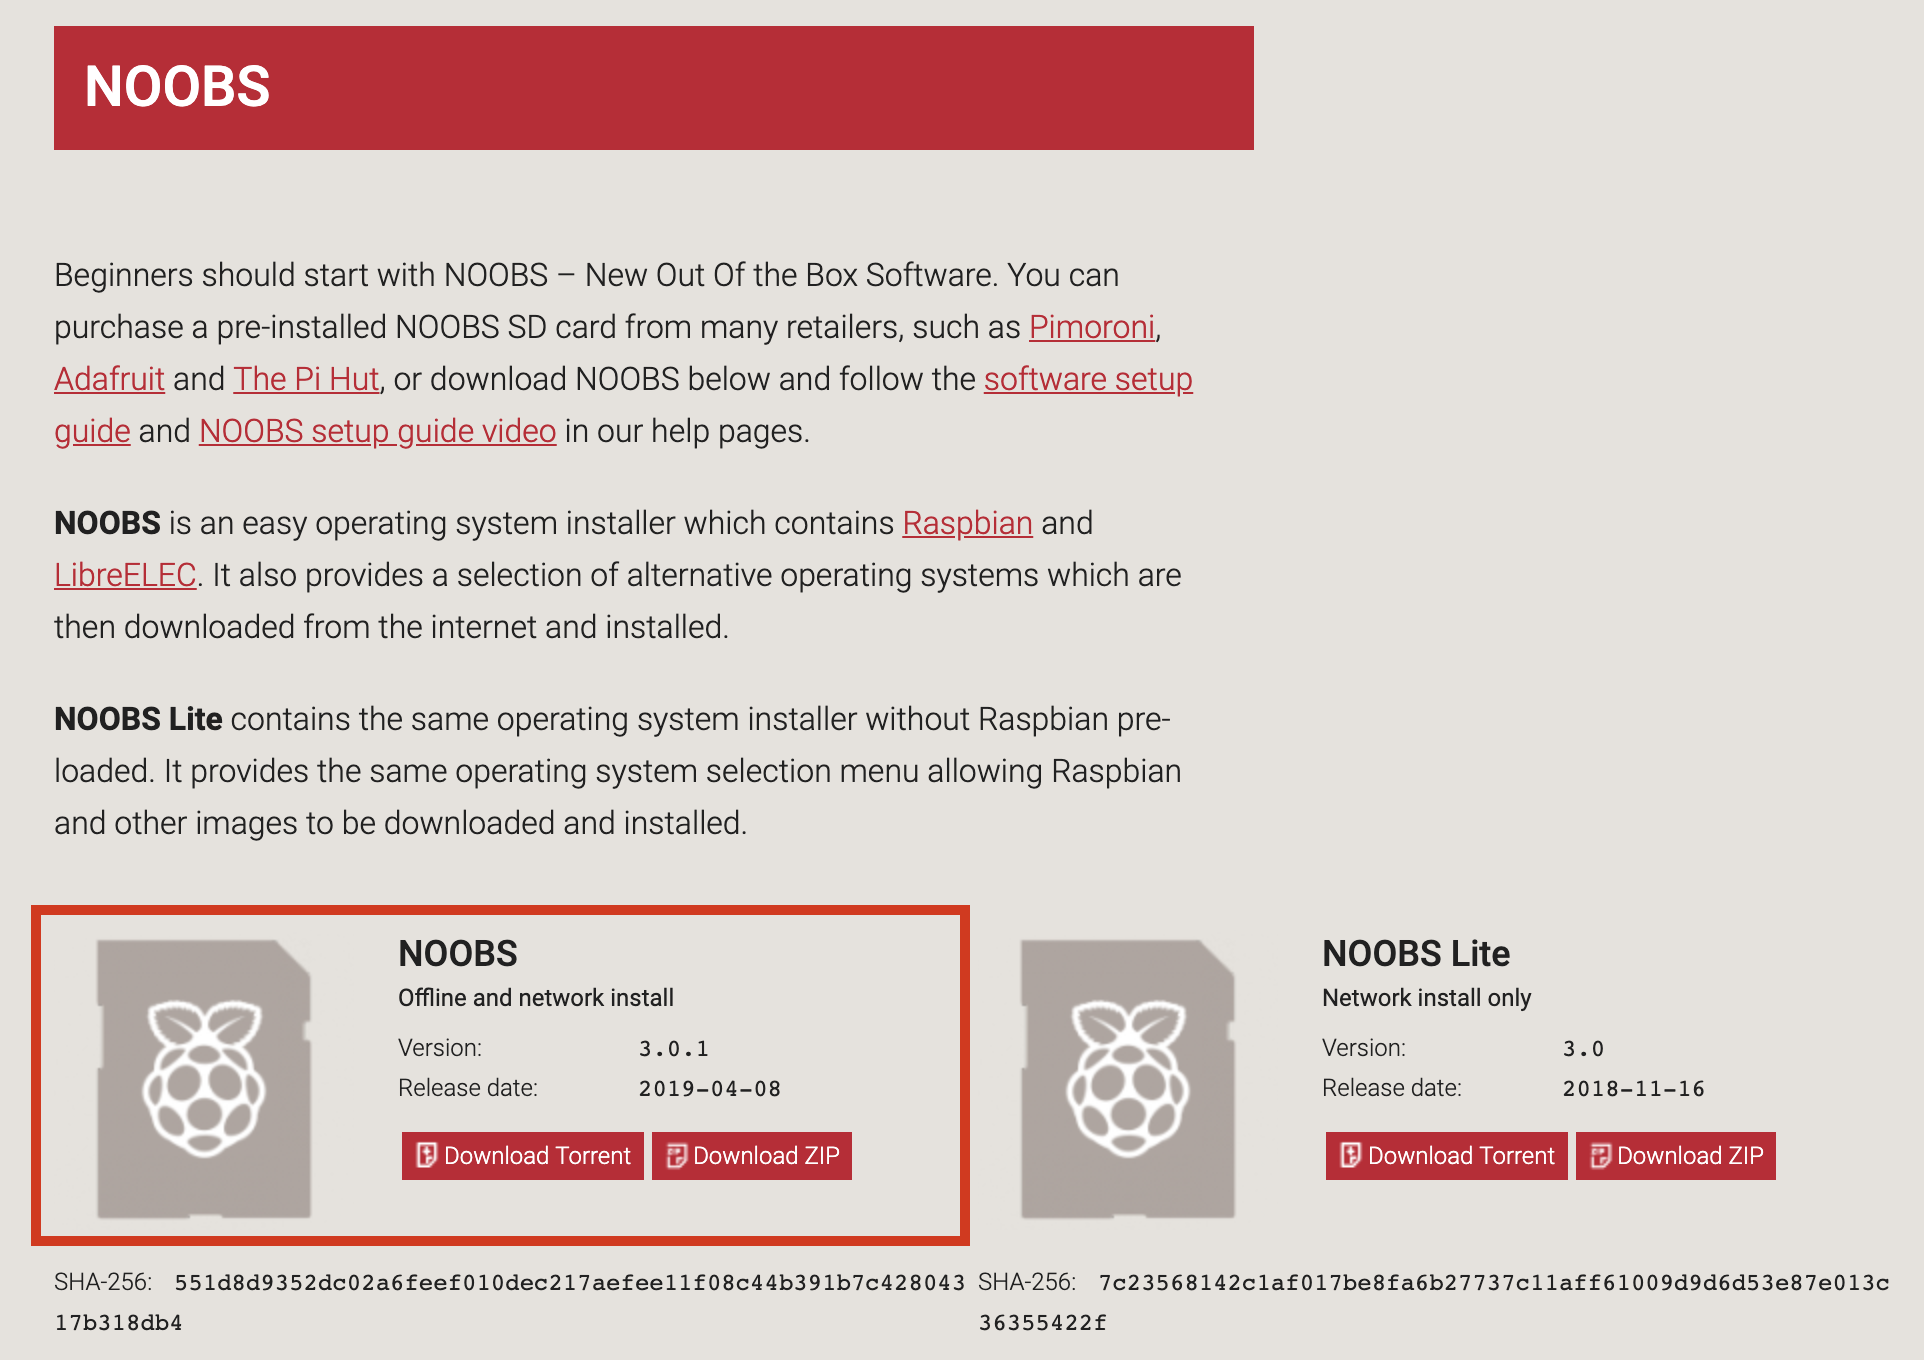 NOOBS
Beginners should start with NOOBS – New Out Of the Box Software. You can
purchase a pre-installed NOOBS SD card from many retailers, such as Pimoroni,
Adafruit and The Pi Hut, or download NOOBS below and follow the software setup
guide and NOOBS setup guide video in our help pages.
NOOBS is an easy operating system installer which contains Raspbian and
LibreELEC. It also provides a selection of alternative operating systems which are
then downloaded from the internet and installed.
NOOBS Lite contains the same operating system installer without Raspbian pre-
loaded. It provides the same operating system selection menu allowing Raspbian
and other images to be downloaded and installed.
NOOBS
Offline and network install
Version: 3.0.1
Release date: 2019-04-08
Download Torrent Download ZIP
SHA-256: 551d8d9352dc02a6feef010dec217aefee11f08c44b391b7c428043
17b318db4
NOOBS Lite
Network install only
Version: 3.0
Release date: 2018-11-16
Download Torrent Download ZIP
SHA-256: 7c23568142c1af017be8fa6b27737c11aff61009d9d6d53e87e013c
36355422f